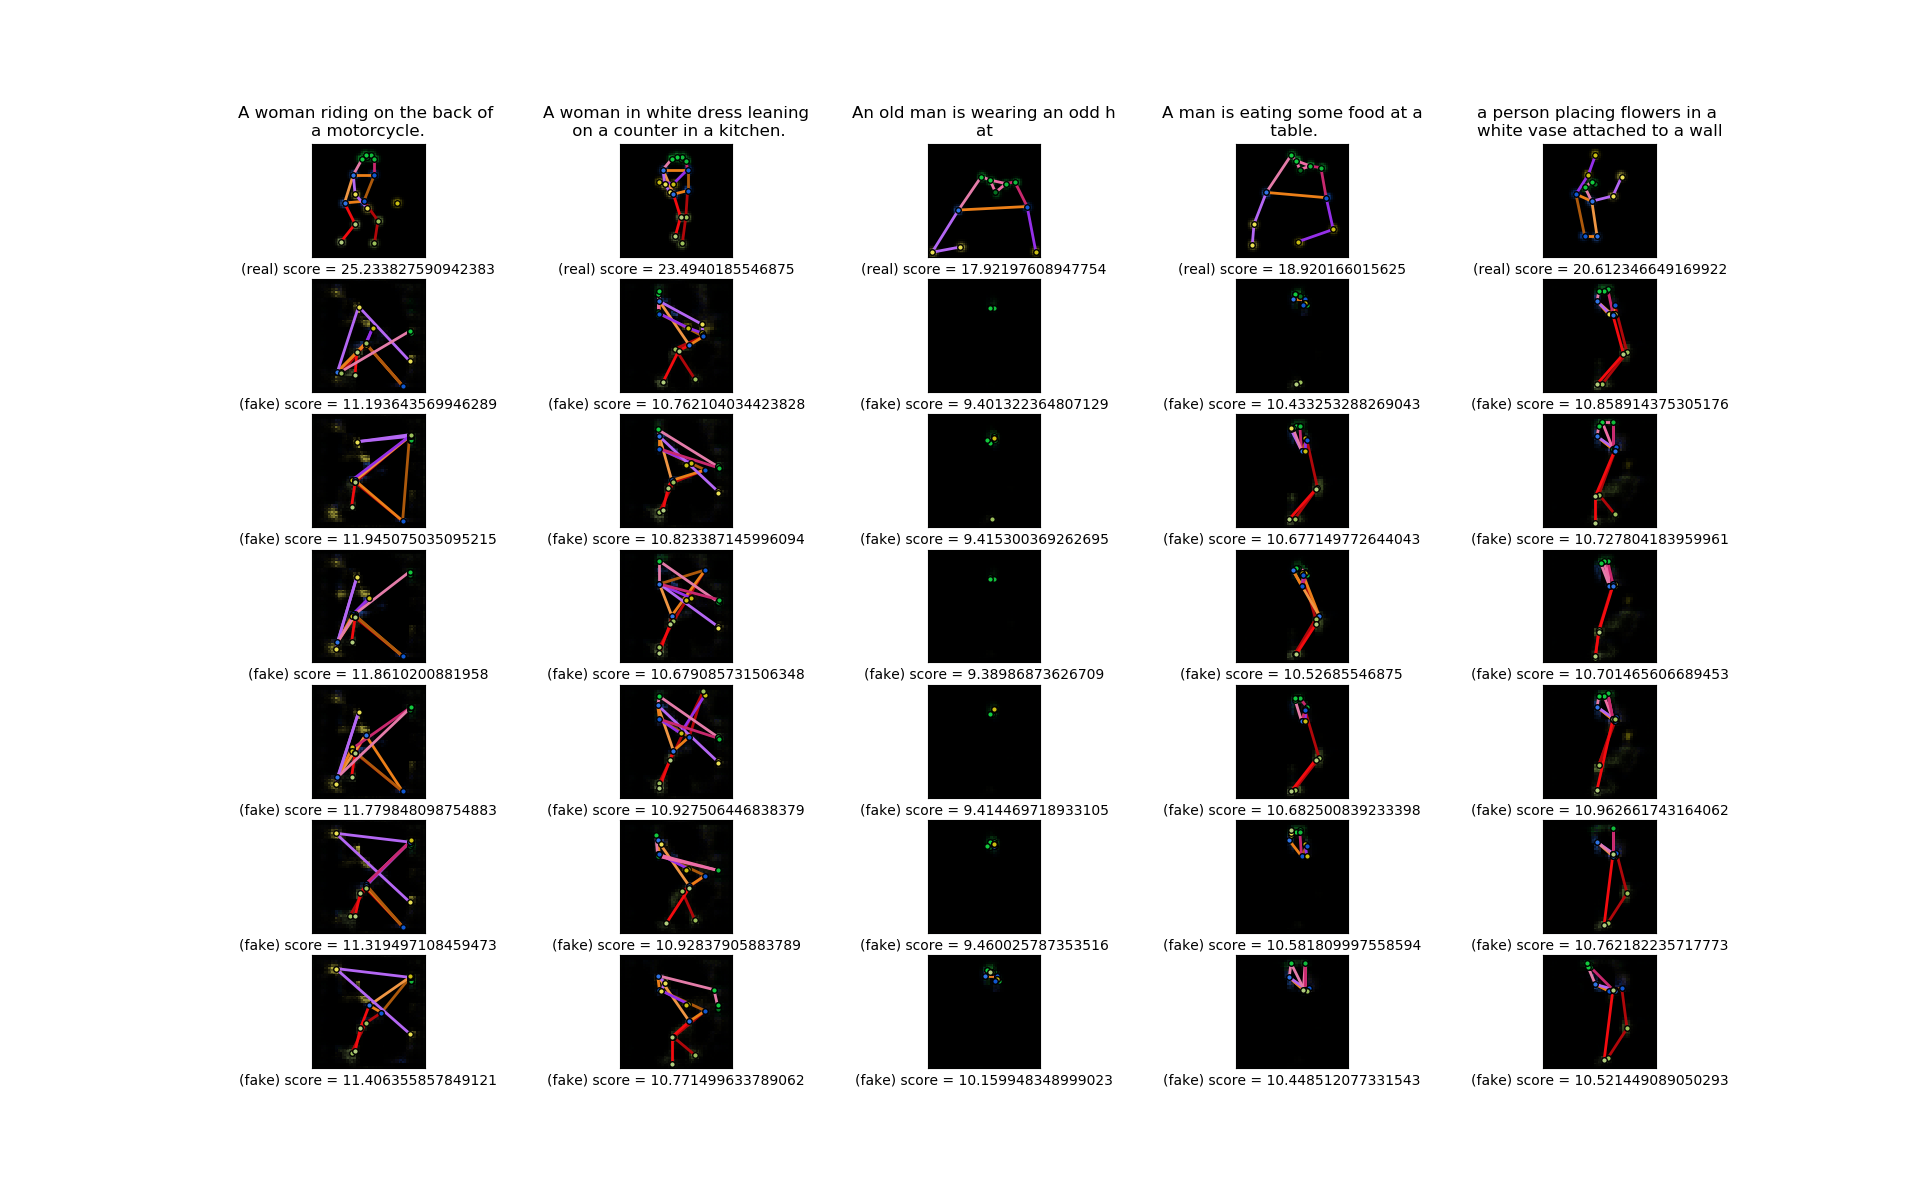 A woman riding on the back of
a motorcycle.
A woman in white dress leaning
on a counter in a kitchen.
An old man is wearing an odd h
at
A man is eating some food at a
table.
a person placing flowers in a
white vase attached to a wall
(real) score = 25.233827590942383
(real) score = 23.4940185546875
(real) score = 17.92197608947754
(real) score = 18.920166015625
(real) score = 20.612346649169922
(fake) score = 11.193643569946289
(fake) score = 10.762104034423828
(fake) score = 9.401322364807129
(fake) score = 10.433253288269043
(fake) score = 10.858914375305176
(fake) score = 11.945075035095215
(fake) score = 10.823387145996094
(fake) score = 9.415300369262695
(fake) score = 10.677149772644043
(fake) score = 10.727804183959961
(fake) score = 11.8610200881958
(fake) score = 10.679085731506348
(fake) score = 9.38986873626709
(fake) score = 10.52685546875
(fake) score = 10.701465606689453
(fake) score = 11.779848098754883
(fake) score = 10.927506446838379
(fake) score = 9.414469718933105
(fake) score = 10.682500839233398
(fake) score = 10.962661743164062
(fake) score = 11.319497108459473
(fake) score = 10.92837905883789
(fake) score = 9.460025787353516
(fake) score = 10.581809997558594
(fake) score = 10.762182235717773
(fake) score = 11.406355857849121
(fake) score = 10.771499633789062
(fake) score = 10.159948348999023
(fake) score = 10.448512077331543
(fake) score = 10.521449089050293